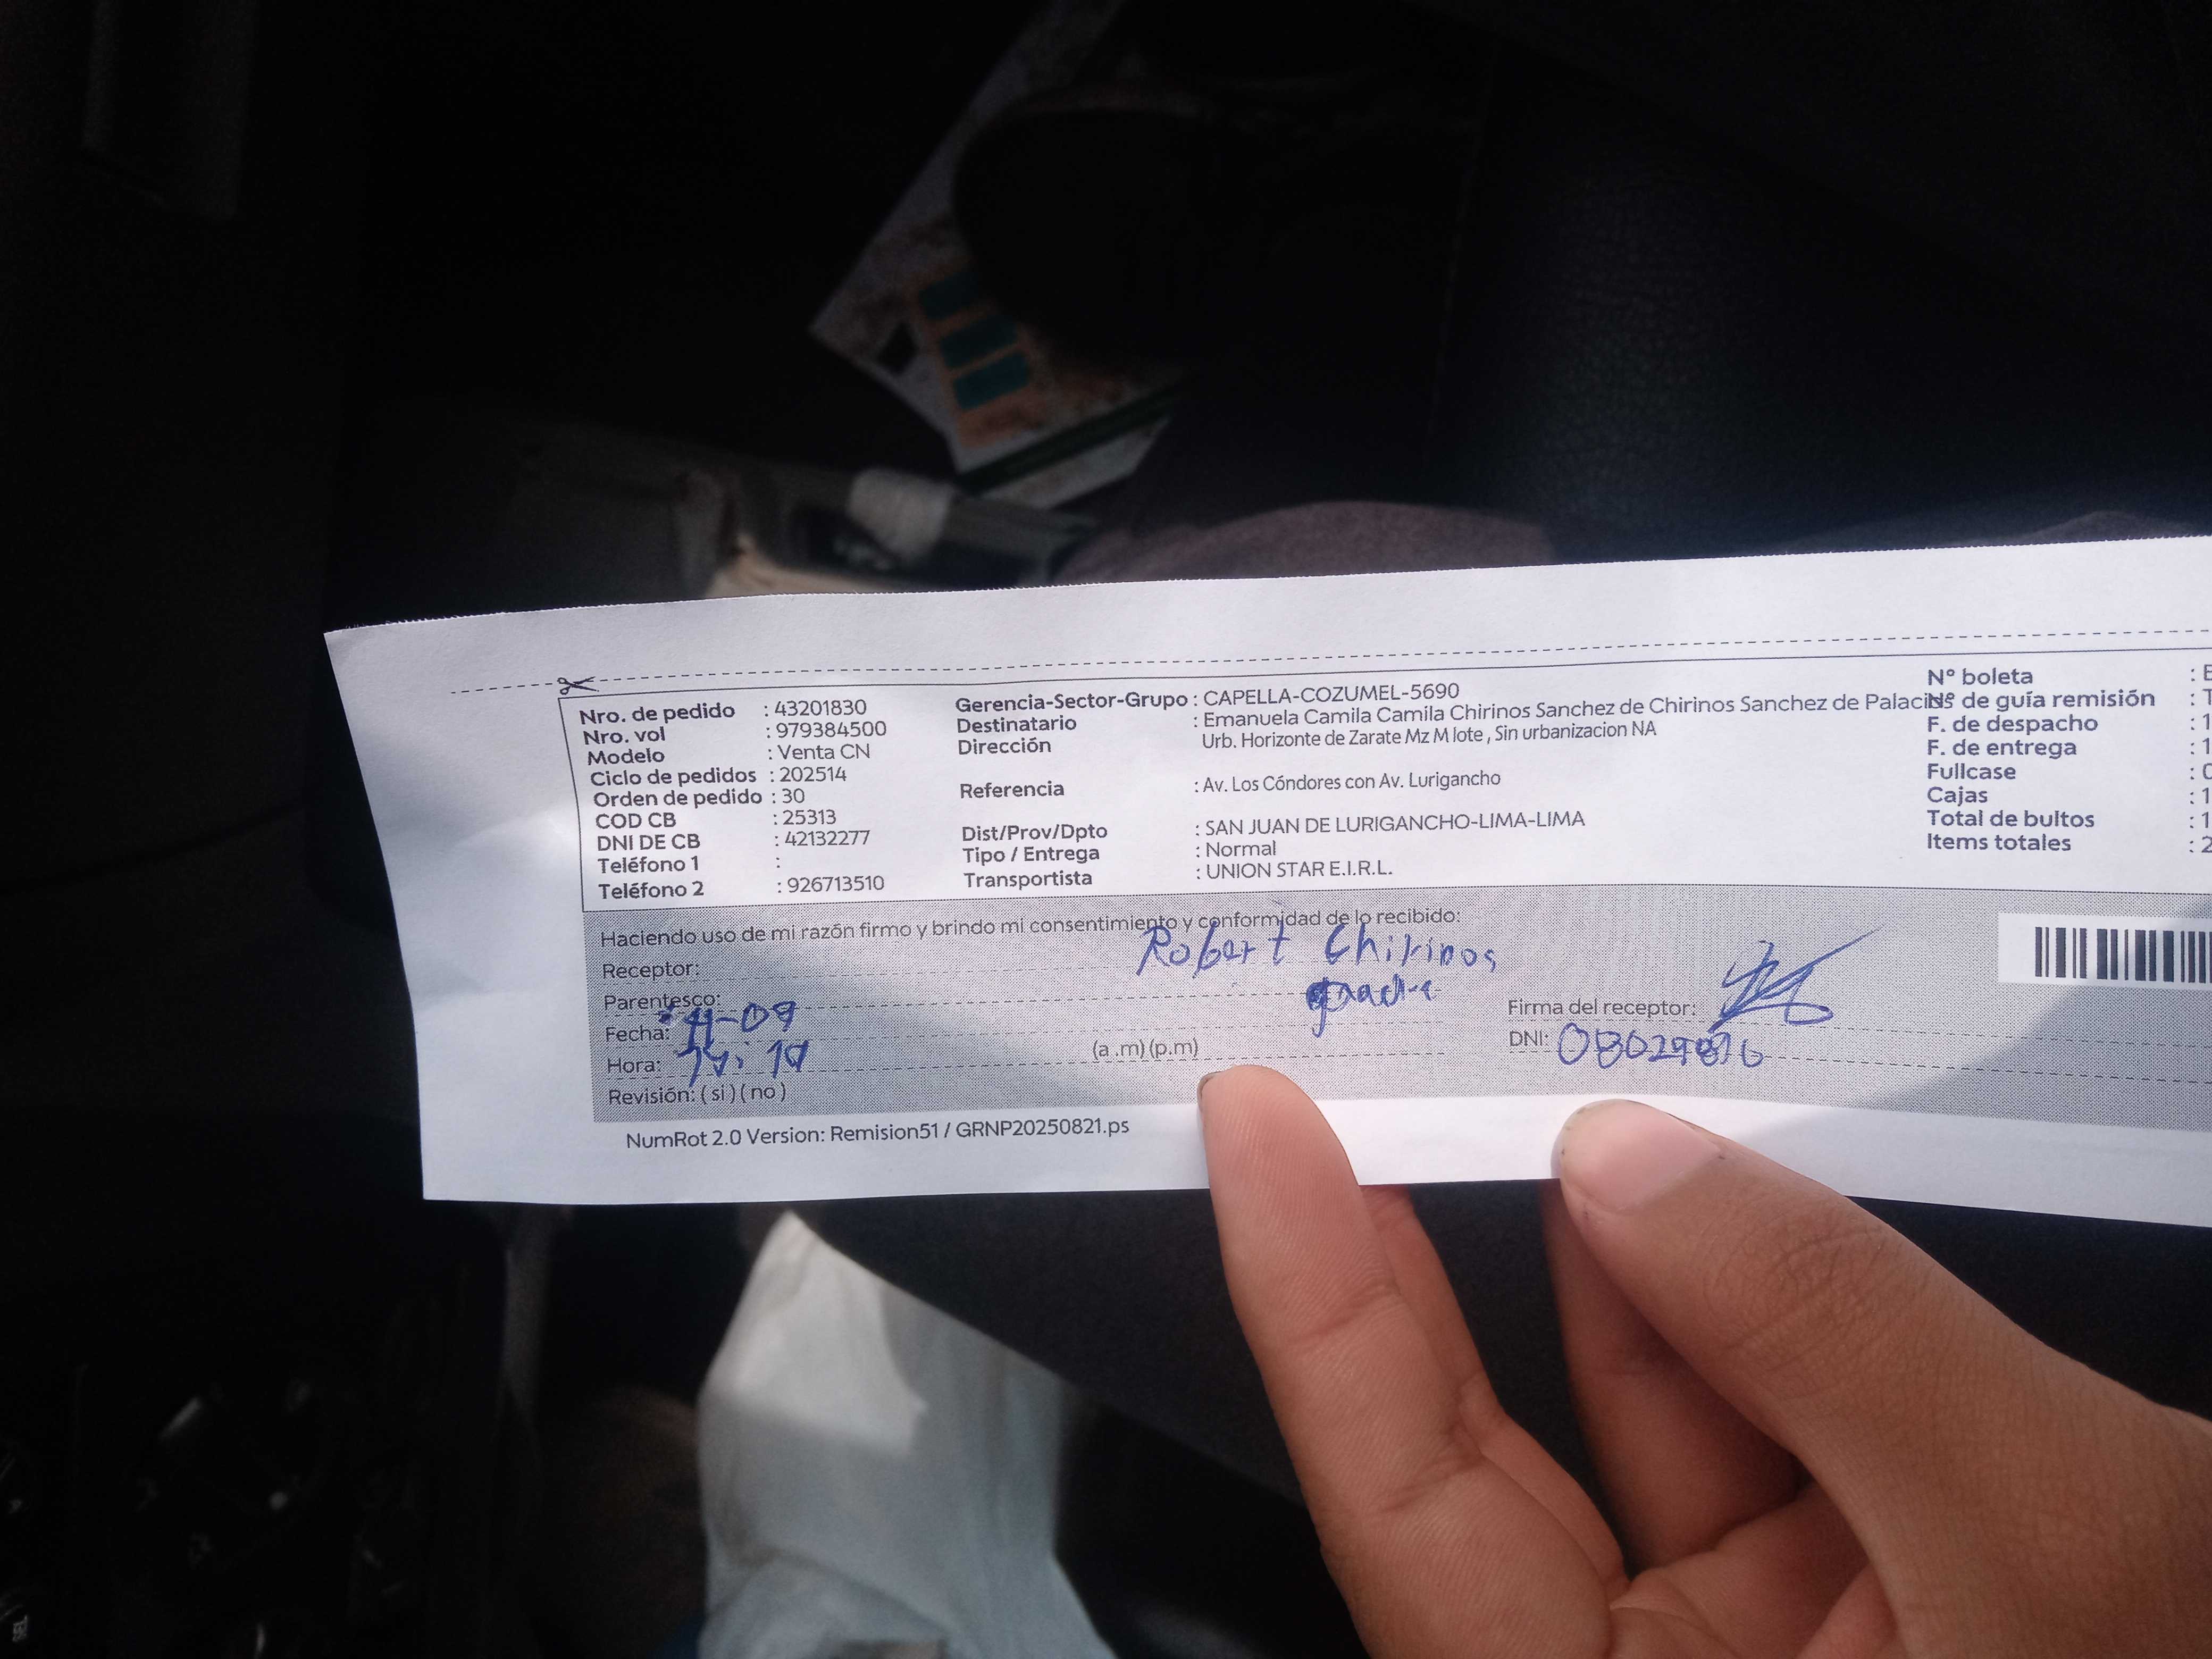 Nro. de pedido : 43201830
Nro. vol : 979384500
Modelo : Venta CN
Ciclo de pedidos : 202514
Orden de pedido : 30
COD CB : 25313
DNI DE CB : 42132277
Teléfono 1 :
Teléfono 2 : 926713510
Gerencia-Sector-Grupo : CAPELLA-COZUMEL-5690
Destinatario : Emanuela Camila Camila Chirinos Sanchez de Chirinos Sanchez de Palacios
Dirección Urb. Horizonte de Zarate Mz M lote , Sin urbanizacion NA
Referencia : Av. Los Cóndores con Av. Lurigancho
Dist/Prov/Dpto : SAN JUAN DE LURIGANCHO-LIMA-LIMA
Tipo / Entrega : Normal
Transportista : UNION STAR E.I.R.L.
N° boleta :
N° de guía remisión :
F. de despacho : 1
F. de entrega : 1
Fullcase :
Cajas : 1
Total de bultos : 1
Items totales : 2
Haciendo uso de mi razón firmo y brindo mi consentimiento y conformidad de lo recibido:
Receptor: Robert Chirinos
Parentesco: padre
Fecha: 11-09
Hora: (a .m) (p.m)
Revisión: ( si ) ( no )
Firma del receptor:
DNI:
NumRot 2.0 Version: Remision51 / GRNP20250821.ps